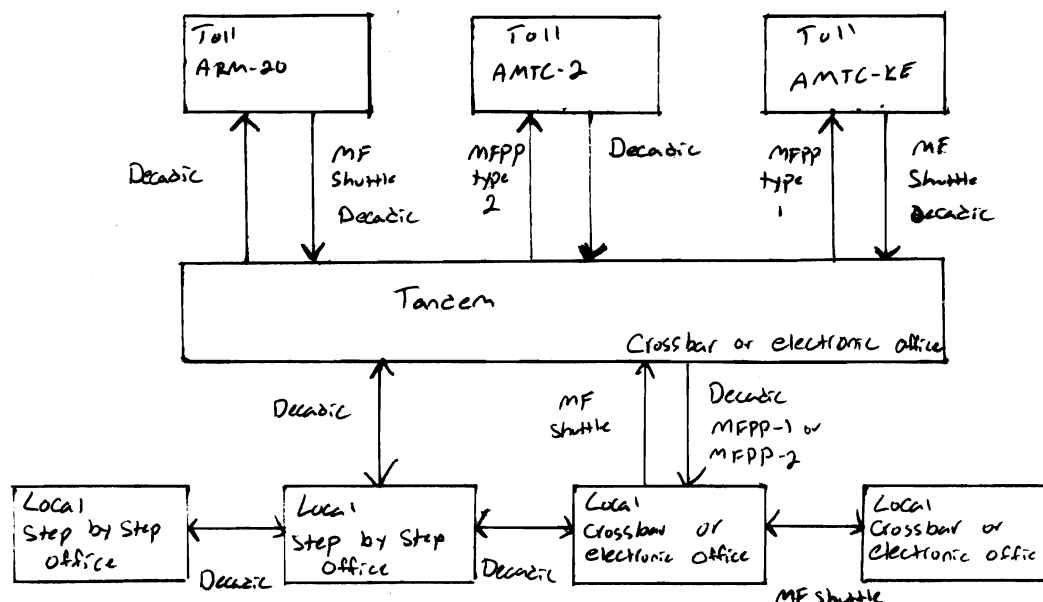 Toll
ARM-20
Toll
AMTC-2
Toll
AMTC-KE
Decadic
MF
Shuttle
Decadic
MFPP
type
2
Decadic
MFPP
type
1
MF
Shuttle
Decadic
Tandem
Crossbar or electronic office
Decadic
MF
Shuttle
Decadic
MFPP-1 or
MFPP-2
Local
Step by Step
office
Decadic
Local
Step by Step
Office
Decadic
Local
Crossbar or
electronic office
MF Shuttle
Local
Crossbar or
electronic offic